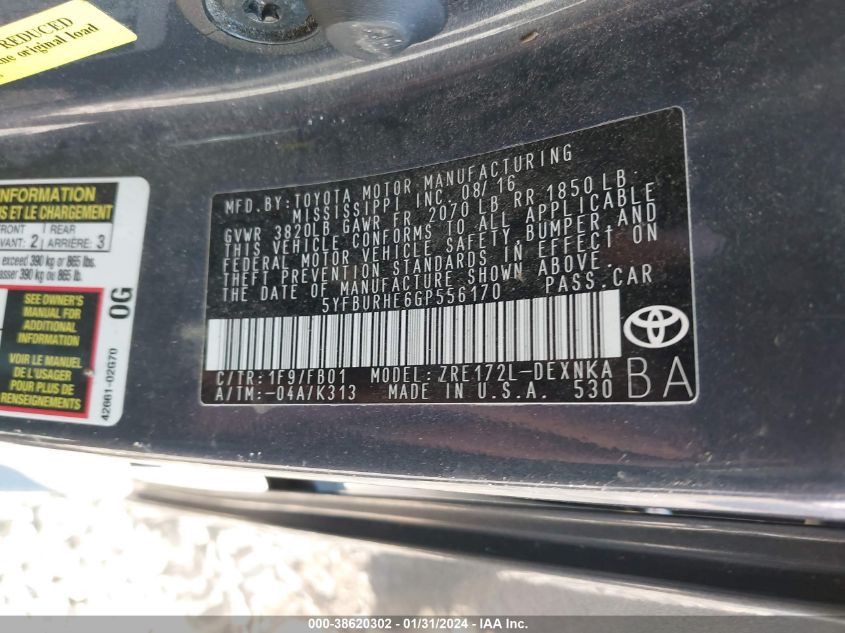 REDUCED
original load
INFORMATION
S ET LE CHARGEMENT
FRONT
VANT: 2
REAR
ARRIÈRE: 3
exceed 390 kg or 865 lbs.
asser 390 kg ou 865 lb.
SEE OWNER'S
MANUAL FOR
ADDITIONAL
INFORMATION
VOIR LE MANUEL
DE L'USAGER
POUR PLUS DE
RENSEIGNEMENTS
0G
42661-02G70
MFD.BY:TOYOTA MOTOR MANUFACTURING
MISSISSIPPI INC. 08/16
GVWR 3820LB GAWR FR 2070 LB RR 1850LB
THIS VEHICLE CONFORMS TO ALL APPLICABLE
FEDERAL MOTOR VEHICLE SAFETY, BUMPER, AND
THEFT PREVENTION STANDARDS IN EFFECT ON
THE DATE OF MANUFACTURE SHOWN ABOVE.
5YFBURHE6GP556170 PASS.CAR
C/TR:1F9/FB01 MODEL:ZRE172L-DEXNKA
A/TM:-04A/K313 MADE IN U.S.A. 530
BA
000-38620302 - 01/31/2024 - IAA Inc.